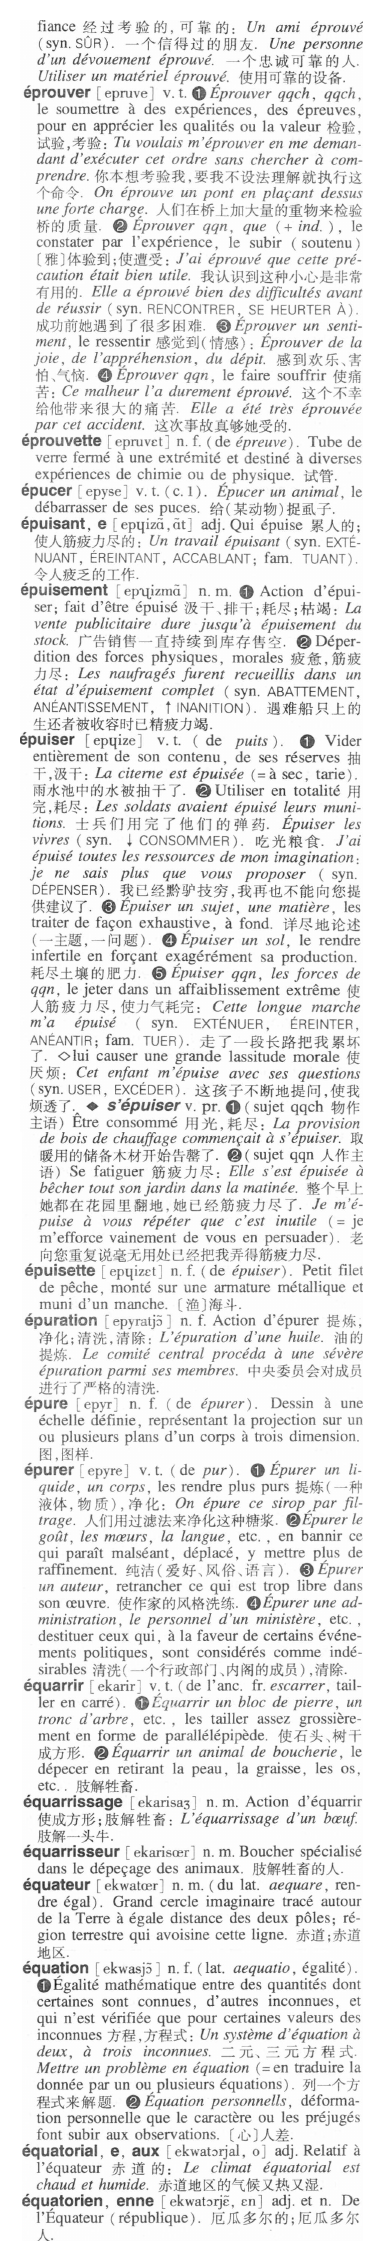 fiance 经过考验的, 可靠的: Un ami éprouvé
(syn. SÛR). 一个信得过的朋友. Une personne
d'un dévouement éprouvé. 一个忠诚可靠的人.
Utiliser un matériel éprouvé. 使用可靠的设备.
éprouver [epruve] v. t. ❶ Éprouver qqch, qqch,
le soumettre à des expériences, des épreuves,
pour en apprécier les qualités ou la valeur 检验,
试验,考验: Tu voulais m'éprouver en me deman-
dant d'exécuter cet ordre sans chercher à com-
prendre. 你本想考验我,要我不设法理解就执行这
个命令. On éprouve un pont en plaçant dessus
une forte charge. 人们在桥上加大量的重物来检验
桥的质量. ❷ Éprouver qqn, que (+ ind.), le
constater par l'expérience, le subir (soutenu)
〔雅〕体验到;使遭受: J'ai éprouvé que cette pré-
caution était bien utile. 我认识到这种小心是非常
有用的. Elle a éprouvé bien des difficultés avant
de réussir (syn. RENCONTRER, SE HEURTER À).
成功前她遇到了很多困难. ❸ Éprouver un senti-
ment, le ressentir 感觉到(情感): Éprouver de la
joie, de l'appréhension, du dépit. 感到欢乐、害
怕、气恼. ❹ Éprouver qqn, le faire souffrir 使痛
苦: Ce malheur l'a durement éprouvé. 这个不幸
给他带来很大的痛苦. Elle a été très éprouvée
par cet accident. 这次事故真够她受的.
éprouvette [epruvɛt] n. f. (de épreuve). Tube de
verre fermé à une extrémité et destiné à diverses
expériences de chimie ou de physique. 试管.
épucer [epyse] v. t. (c. 1). Épucer un animal, le
débarrasser de ses puces. 给(某动物)捉虱子.
épuisant, e [epɥizɑ̃, ɑ̃t] adj. Qui épuise 累人的;
使人筋疲力尽的: Un travail épuisant (syn. EXTÉ-
NUANT, ÉREINTANT, ACCABLANT; fam. TUANT).
令人疲乏的工作.
épuisement [epɥizmɑ̃] n. m. ❶ Action d'épui-
ser; fait d'être épuisé 汲干、排干;耗尽;枯竭: La
vente publicitaire dure jusqu'à épuisement du
stock. 广告销售一直持续到库存售空. ❷ Déper-
dition des forces physiques, morales 疲惫,筋疲
力尽: Les naufragés furent recueillis dans un
état d'épuisement complet (syn. ABATTEMENT,
ANÉANTISSEMENT, ↑ INANITION). 遇难船只上的
生还者被收容时已精疲力竭.
épuiser [epɥize] v. t. (de puits). ❶ Vider
entièrement de son contenu, de ses réserves 抽
干,汲干: La citerne est épuisée (= à sec, tarie).
雨水池中的水被抽干了. ❷ Utiliser en totalité 用
完,耗尽: Les soldats avaient épuisé leurs muni-
tions. 士兵们用完了他们的弹药. Épuiser les
vivres (syn. ↓ CONSOMMER). 吃光粮食. J'ai
épuisé toutes les ressources de mon imagination;
je ne sais plus que vous proposer (syn.
DÉPENSER). 我已经黔驴技穷,我再也不能向您提
供建议了. ❸ Épuiser un sujet, une matière, les
traiter de façon exhaustive, à fond. 详尽地论述
(一主题,一问题). ❹ Épuiser un sol, le rendre
infertile en forçant exagérément sa production.
耗尽土壤的肥力. ❺ Épuiser qqn, les forces de
qqn, le jeter dans un affaiblissement extrême 使
人筋疲力尽,使力气耗完: Cette longue marche
m'a épuisé (syn. EXTÉNUER, ÉREINTER,
ANÉANTIR; fam. TUER). 走了一段长路把我累坏
了. ◇lui causer une grande lassitude morale 使
厌烦: Cet enfant m'épuise avec ses questions
(syn. USER, EXCÉDER). 这孩子不断地提问,使我
烦透了. ◆ s'épuiser v. pr. ❶ (sujet qqch 物作
主语) Être consommé 用光,耗尽: La provision
de bois de chauffage commençait à s'épuiser. 取
暖用的储备木材开始告罄了. ❷ (sujet qqn 人作主
语) Se fatiguer 筋疲力尽: Elle s'est épuisée à
bêcher tout son jardin dans la matinée. 整个早上
她都在花园里翻地,她已经筋疲力尽了. Je m'é-
puise à vous répéter que c'est inutile (= je
m'efforce vainement de vous en persuader). 老
向您重复说毫无用处已经把我弄得筋疲力尽.
épuisette [epɥizɛt] n. f. (de épuiser). Petit filet
de pêche, monté sur une armature métallique et
muni d'un manche. 〔渔〕海斗.
épuration [epyratjɔ̃] n. f. Action d'épurer 提炼,
净化;清洗,清除: L'épuration d'une huile. 油的
提炼. Le comité central procéda à une sévère
épuration parmi ses membres. 中央委员会对成员
进行了严格的清洗.
épure [epyr] n. f. (de épurer). Dessin à une
échelle définie, représentant la projection sur un
ou plusieurs plans d'un corps à trois dimension.
图,图样.
épurer [epyre] v. t. (de pur). ❶ Épurer un li-
quide, un corps, les rendre plus purs 提炼(一种
液体,物质),净化: On épure ce sirop par fil-
trage. 人们用过滤法来净化这种糖浆. ❷ Épurer le
goût, les mœurs, la langue, etc., en bannir ce
qui paraît malséant, déplacé, y mettre plus de
raffinement. 纯洁(爱好、风俗、语言). ❸ Épurer
un auteur, retrancher ce qui est trop libre dans
son œuvre. 使作家的风格洗练. ❹ Épurer une ad-
ministration, le personnel d'un ministère, etc.,
destituer ceux qui, à la faveur de certains événe-
ments politiques, sont considérés comme indé-
sirables 清洗(一个行政部门、内阁的成员),清除.
équarrir [ekarir] v. t. (de l'anc. fr. escarrer, tail-
ler en carré). ❶ Équarrir un bloc de pierre, un
tronc d'arbre, etc., les tailler assez grossière-
ment en forme de parallélépipède. 使石头、树干
成方形. ❷ Équarrir un animal de boucherie, le
dépecer en retirant la peau, la graisse, les os,
etc.. 肢解牲畜.
équarrissage [ekarisaʒ] n. m. Action d'équarrir
使成方形;肢解牲畜: L'équarrissage d'un bœuf.
肢解一头牛.
équarrisseur [ekarisœr] n. m. Boucher spécialisé
dans le dépeçage des animaux. 肢解牲畜的人.
équateur [ekwatœr] n. m. (du lat. aequare, ren-
dre égal). Grand cercle imaginaire tracé autour
de la Terre à égale distance des deux pôles; ré-
gion terrestre qui avoisine cette ligne. 赤道;赤道
地区.
équation [ekwasjɔ̃] n. f. (lat. aequatio, égalité).
❶ Égalité mathématique entre des quantités dont
certaines sont connues, d'autres inconnues, et
qui n'est vérifiée que pour certaines valeurs des
inconnues 方程,方程式: Un système d'équation à
deux, à trois inconnues. 二元、三元方程式.
Mettre un problème en équation (= en traduire la
donnée par un ou plusieurs équations). 列一个方
程式来解题. ❷ Équation personnells, déforma-
tion personnelle que le caractère ou les préjugés
font subir aux observations. 〔心〕人差.
équatorial, e, aux [ekwatɔrjal, o] adj. Relatif à
l'équateur 赤道的: Le climat équatorial est
chaud et humide. 赤道地区的气候又热又湿.
équatorien, enne [ekwatɔrjɛ̃, ɛn] adj. et n. De
l'Équateur (république). 厄瓜多尔的;厄瓜多尔
人.